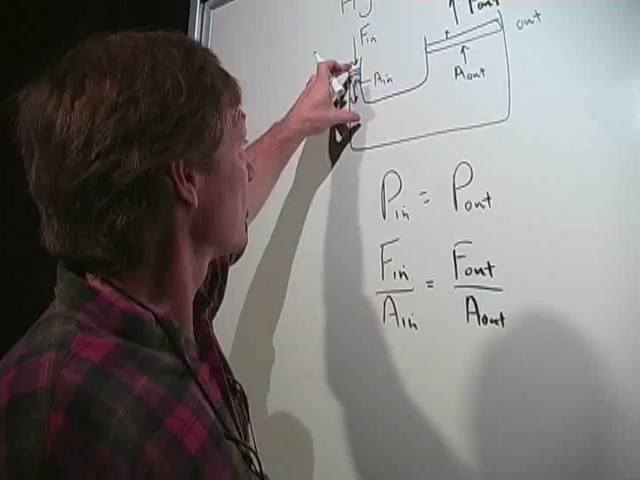 Fin
Fout
out
Ain
Aout
Pin = Pout
Fin = Fout
Ain Aout